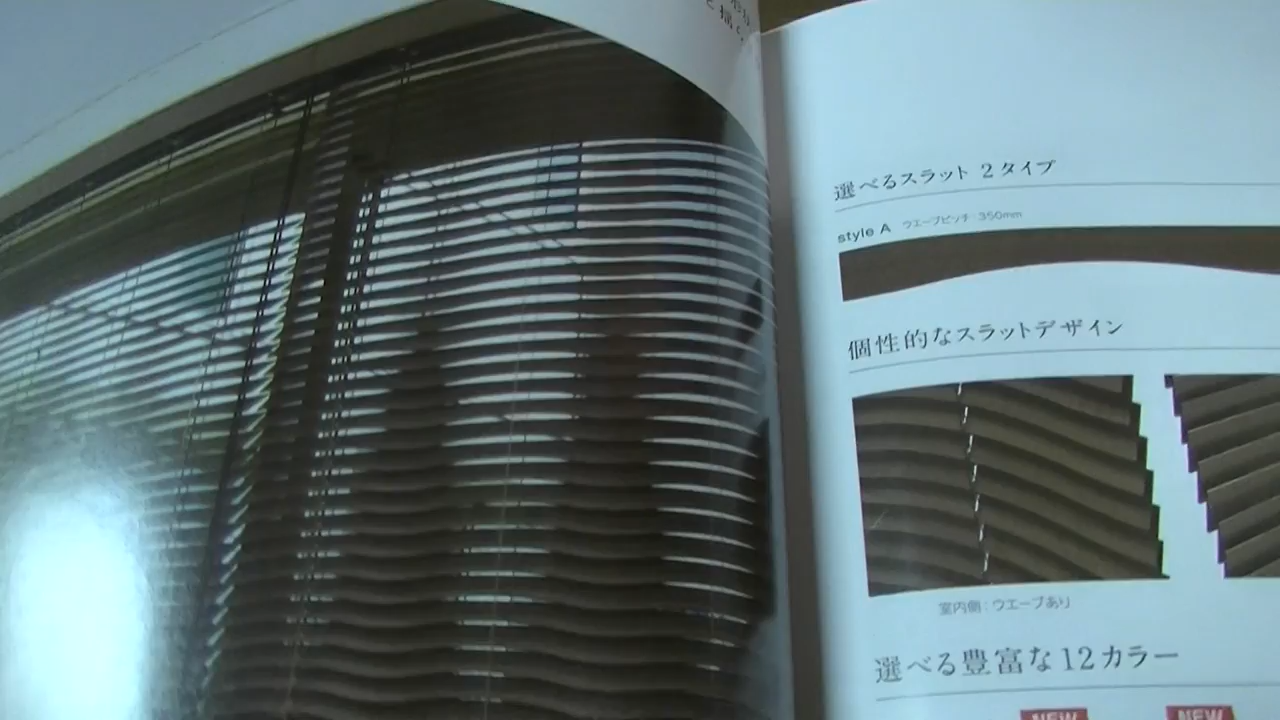 選べるスラット 2タイプ
style A ウエーブピッチ 350mm
個性的なスラットデザイン
室内側：ウエーブあり
選べる豊富な12カラー
NEW NEW